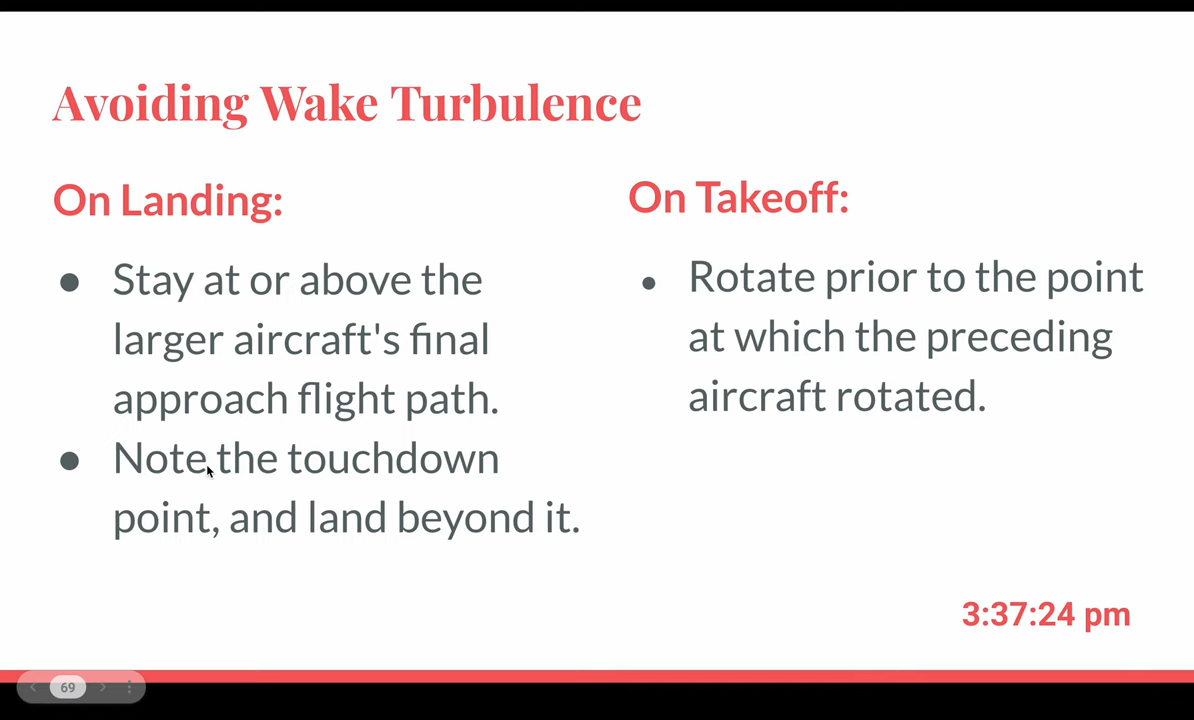 Avoiding Wake Turbulence
On Landing:
● Stay at or above the
larger aircraft's final
approach flight path.
● Note the touchdown
point, and land beyond it.
On Takeoff:
● Rotate prior to the point
at which the preceding
aircraft rotated.
3:37:24 pm
69